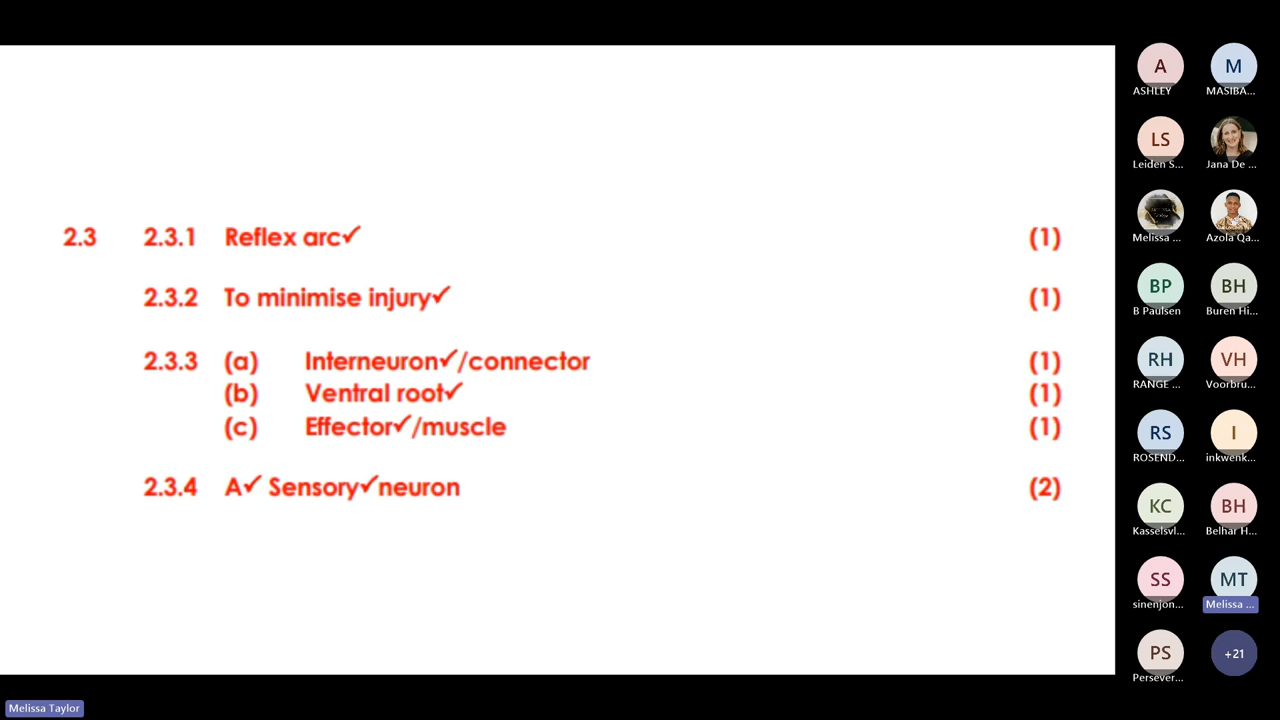 2.3 2.3.1 Reflex arc✓ (1)
2.3.2 To minimise injury✓ (1)
2.3.3 (a) Interneuron✓/connector (1)
(b) Ventral root✓ (1)
(c) Effector✓/muscle (1)
2.3.4 A✓ Sensory✓neuron (2)
A M
ASHLEY MASIBA...
LS
Leiden S... Jana De ...
Melissa ... Azola Qa...
BP BH
B Paulsen Buren Hi...
RH VH
RANGE ... Voorbru...
RS I
ROSEND... inkwenk...
KC BH
Kasselsvl... Belhar H...
SS MT
sinenjon... Melissa ...
PS +21
Persever...
Melissa Taylor